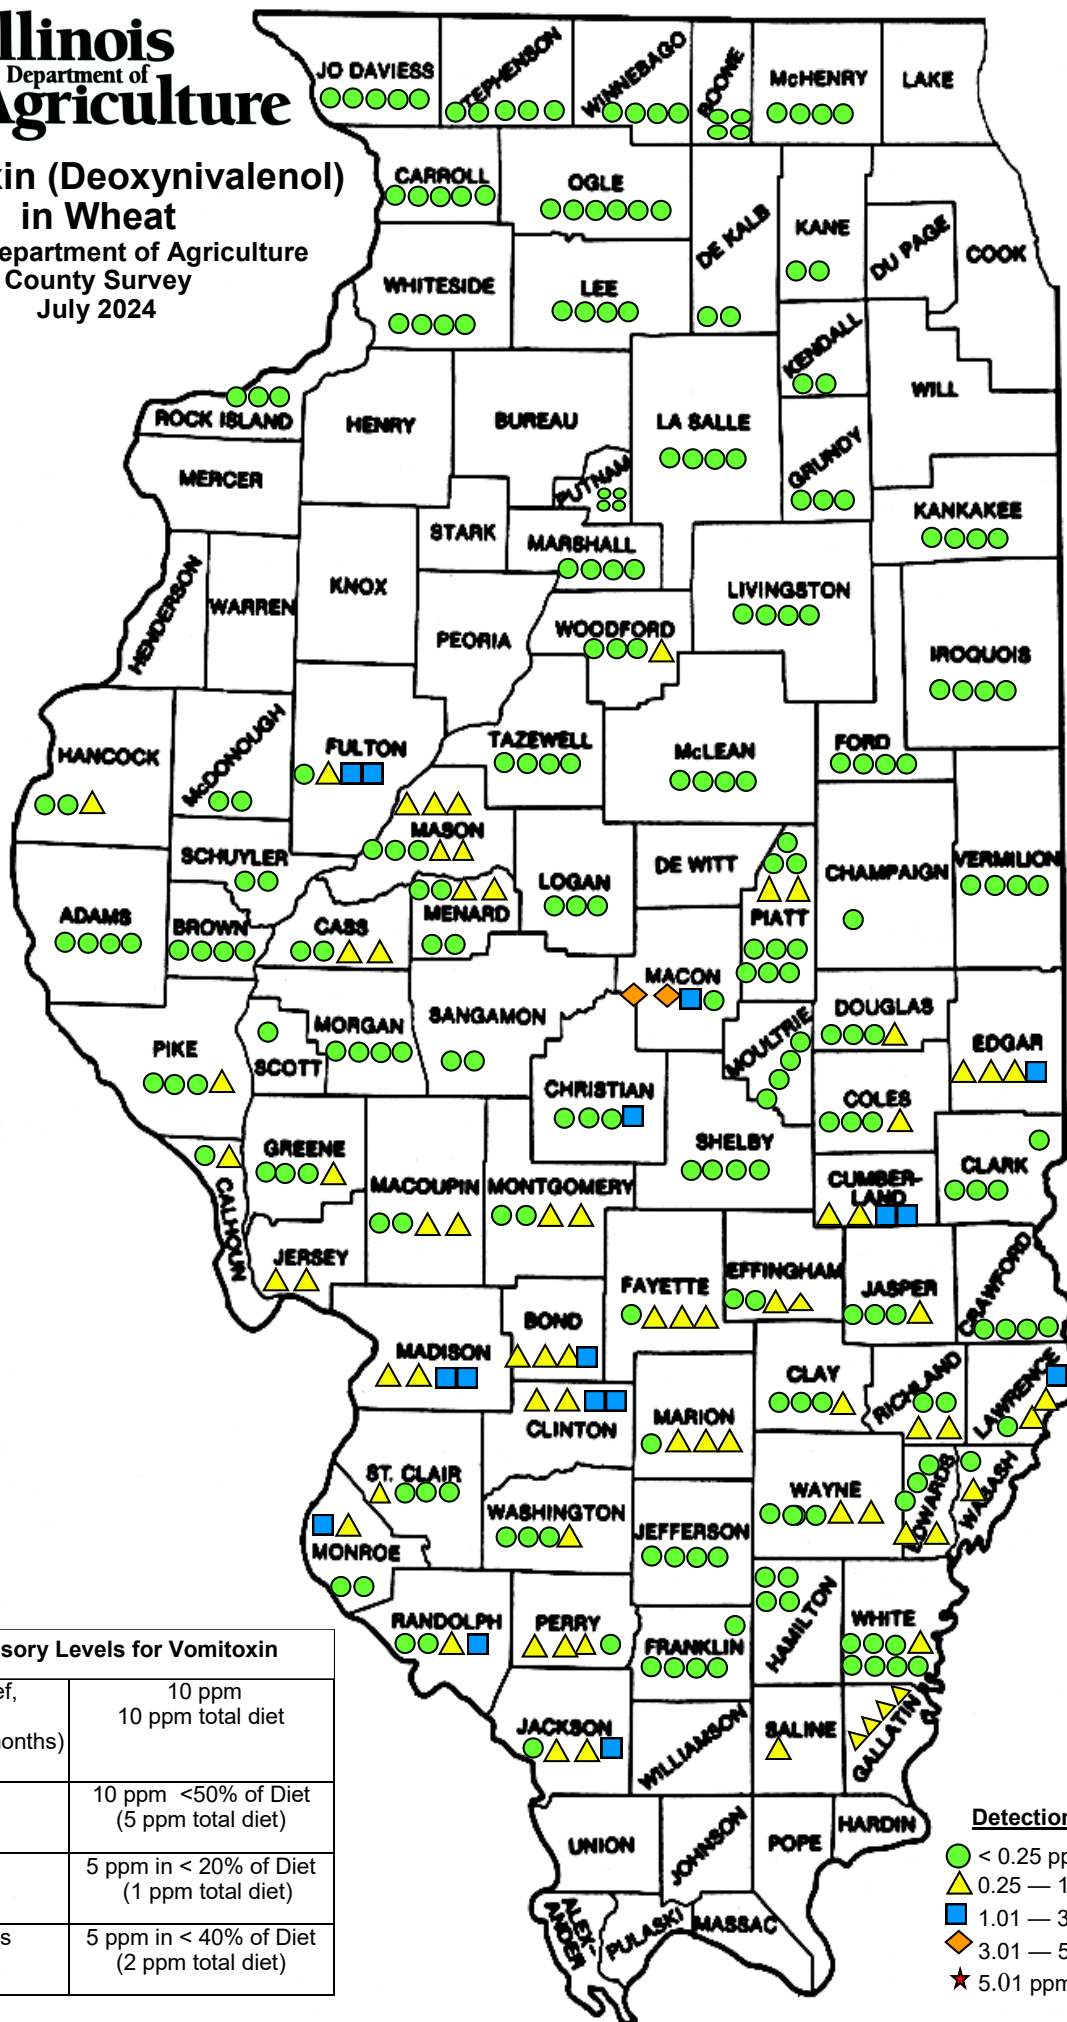 llinois
Department of
Agriculture
in (Deoxynivalenol)
in Wheat
epartment of Agriculture
County Survey
July 2024
JO DAVIESS
STEPHENSON
WINNEBAGO
BOONE
McHENRY
LAKE
CARROLL
OGLE
DE KALB
KANE
DU PAGE
COOK
WHITESIDE
LEE
KENDALL
WILL
ROCK ISLAND
HENRY
BUREAU
LA SALLE
GRUNDY
MERCER
PUTNAM
KANKAKEE
STARK
MARSHALL
HENDERSON
WARREN
KNOX
PEORIA
WOODFORD
LIVINGSTON
IROQUOIS
HANCOCK
McDONOUGH
FULTON
TAZEWELL
McLEAN
FORD
MASON
SCHUYLER
LOGAN
DE WITT
CHAMPAIGN
VERMILION
ADAMS
BROWN
CASS
MENARD
PIATT
MACON
SANGAMON
MORGAN
SCOTT
PIKE
MOULTRIE
DOUGLAS
EDGAR
CHRISTIAN
COLES
SHELBY
CLARK
GREENE
MACOUPIN
MONTGOMERY
CUMBER-
LAND
CALHOUN
JERSEY
FAYETTE
EFFINGHAM
JASPER
CRAWFORD
BOND
MADISON
CLAY
RICHLAND
LAWRENCE
CLINTON
MARION
ST. CLAIR
WASHINGTON
WAYNE
EDWARDS
WABASH
JEFFERSON
MONROE
RANDOLPH
PERRY
FRANKLIN
HAMILTON
WHITE
JACKSON
WILLIAMSON
SALINE
GALLATIN
UNION
JOHNSON
POPE
HARDIN
ALEX-
ANDER
PULASKI
MASSAC
sory Levels for Vomitoxin
ef,
onths)
10 ppm
10 ppm total diet
10 ppm <50% of Diet
(5 ppm total diet)
5 ppm in < 20% of Diet
(1 ppm total diet)
s
5 ppm in < 40% of Diet
(2 ppm total diet)
Detection
< 0.25 pp
0.25 — 1
1.01 — 3
3.01 — 5
5.01 ppm